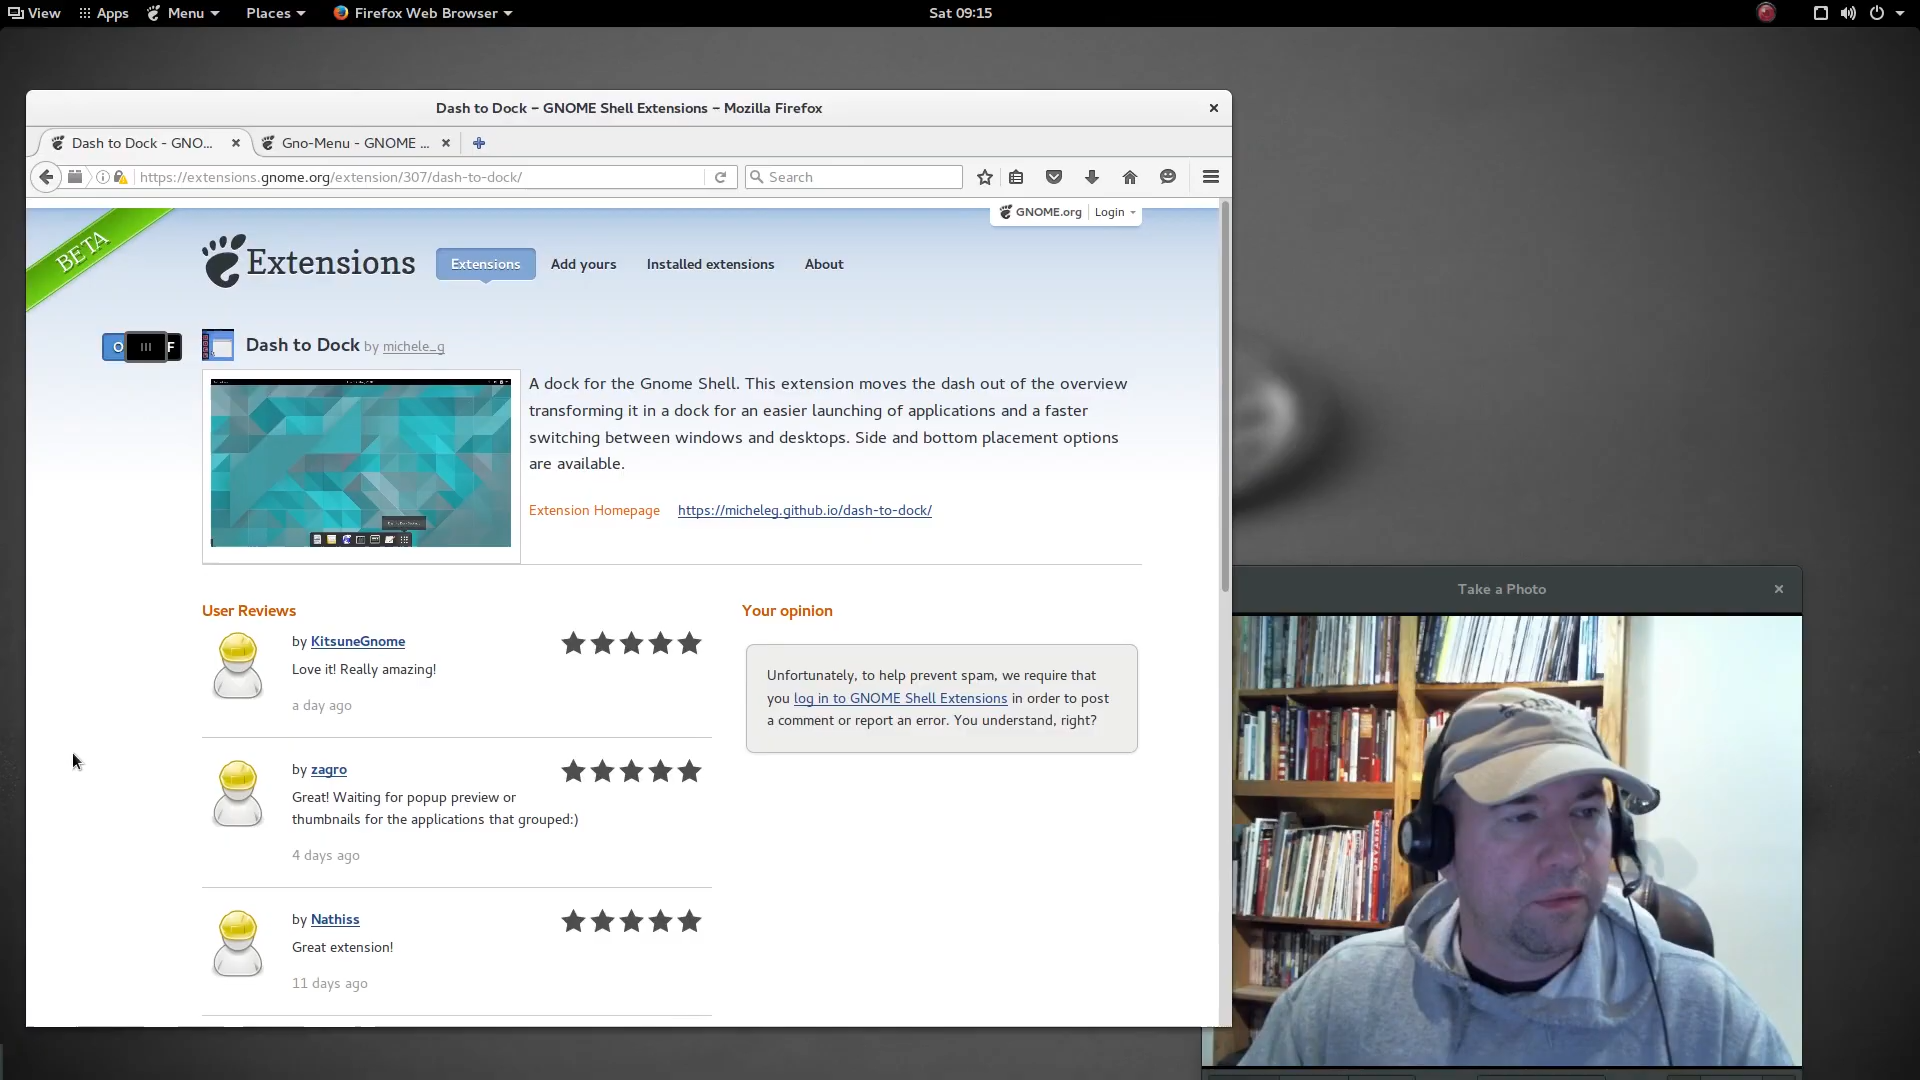 View Apps Menu Places Firefox Web Browser Sat 09:15
Dash to Dock – GNOME Shell Extensions – Mozilla Firefox
Dash to Dock - GNO... Gno-Menu - GNOME ...
https://extensions.gnome.org/extension/307/dash-to-dock/ Search
GNOME.org Login
BETA
Extensions Extensions Add yours Installed extensions About
Dash to Dock by michele_g
A dock for the Gnome Shell. This extension moves the dash out of the overview
transforming it in a dock for an easier launching of applications and a faster
switching between windows and desktops. Side and bottom placement options
are available.
Extension Homepage https://micheleg.github.io/dash-to-dock/
User Reviews
by KitsuneGnome
Love it! Really amazing!
a day ago
by zagro
Great! Waiting for popup preview or
thumbnails for the applications that grouped:)
4 days ago
by Nathiss
Great extension!
11 days ago
Your opinion
Unfortunately, to help prevent spam, we require that
you log in to GNOME Shell Extensions in order to post
a comment or report an error. You understand, right?
Take a Photo
MUSTANG